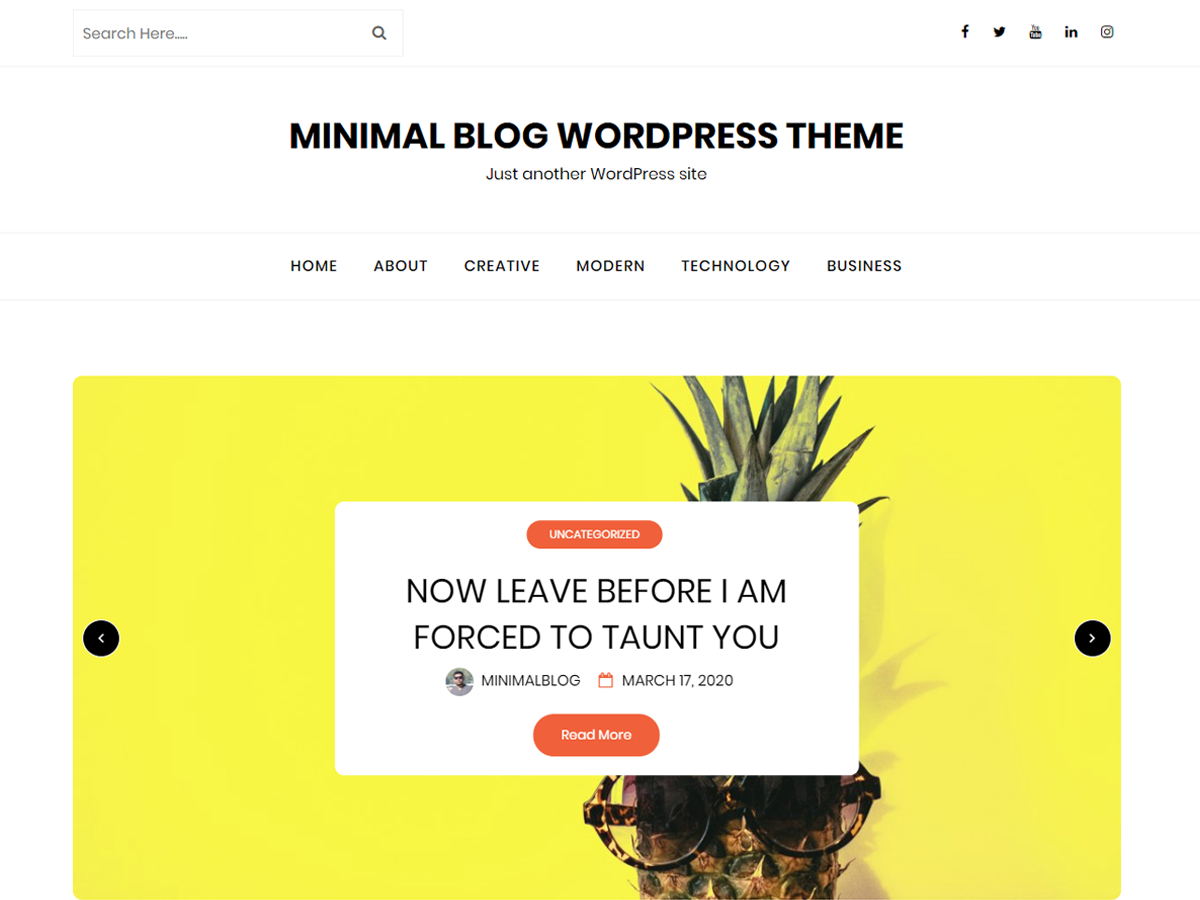 Search Here.....
MINIMAL BLOG WORDPRESS THEME
Just another WordPress site
HOME ABOUT CREATIVE MODERN TECHNOLOGY BUSINESS
UNCATEGORIZED
NOW LEAVE BEFORE I AM
FORCED TO TAUNT YOU
MINIMALBLOG MARCH 17, 2020
Read More